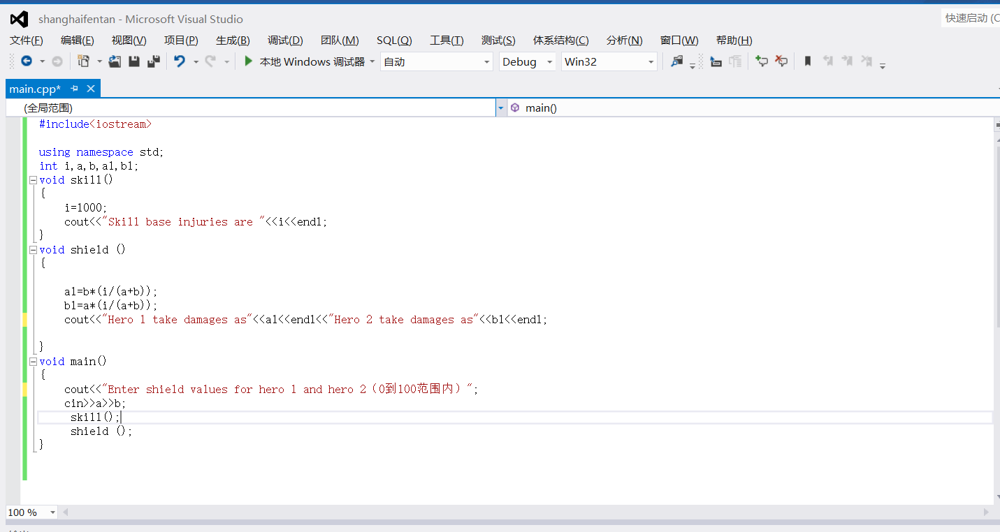 shanghaifentan - Microsoft Visual Studio
快速启动 (C
文件(F) 编辑(E) 视图(V) 项目(P) 生成(B) 调试(D) 团队(M) SQL(Q) 工具(T) 测试(S) 体系结构(C) 分析(N) 窗口(W) 帮助(H)
本地 Windows 调试器 自动 Debug Win32
main.cpp*
(全局范围) main()
#include<iostream>
using namespace std;
int i,a,b,a1,b1;
void skill()
{
i=1000;
cout<<"Skill base injuries are "<<i<<endl;
}
void shield ()
{
a1=b*(i/(a+b));
b1=a*(i/(a+b));
cout<<"Hero 1 take damages as"<<a1<<endl<<"Hero 2 take damages as"<<b1<<endl;
}
void main()
{
cout<<"Enter shield values for hero 1 and hero 2（0到100范围内）";
cin>>a>>b;
skill();
shield ();
}
100 %